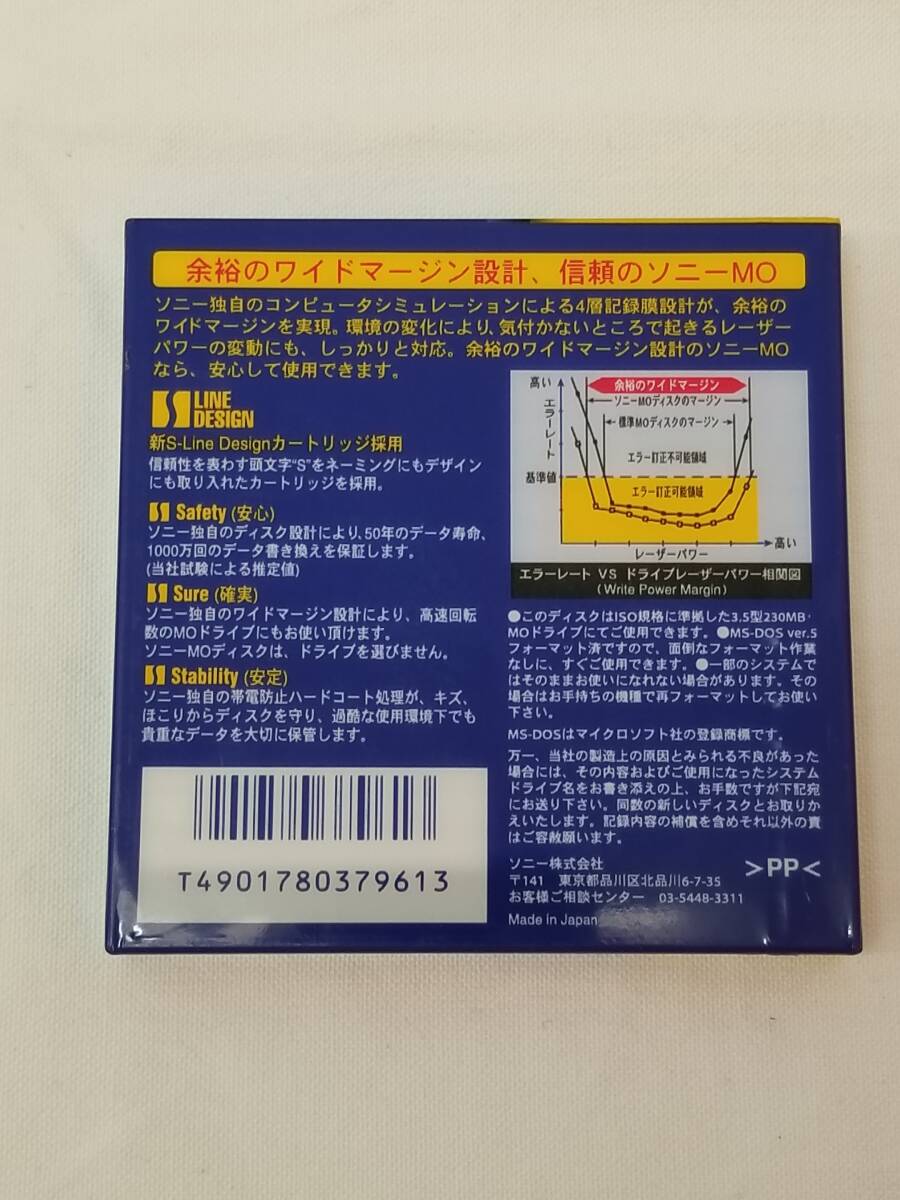 余裕のワイドマージン設計、信頼のソニーMO
ソニー独自のコンピュータシミュレーションによる4層記録膜設計が、余裕の
ワイドマージンを実現。環境の変化により、気付かないところで起きるレーザー
パワーの変動にも、しっかりと対応。余裕のワイドマージン設計のソニーMO
なら、安心して使用できます。
S LINE
DESIGN
新S-Line Designカートリッジ採用
信頼性を表わす頭文字“S”をネーミングにもデザイン
にも取り入れたカートリッジを採用。
S Safety (安心)
ソニー独自のディスク設計により、50年のデータ寿命、
1000万回のデータ書き換えを保証します。
(当社試験による推定値)
S Sure (確実)
ソニー独自のワイドマージン設計により、高速回転
数のMOドライブにもお使い頂けます。
ソニーMOディスクは、ドライブを選びません。
S Stability (安定)
ソニー独自の帯電防止ハードコート処理が、キズ、
ほこりからディスクを守り、過酷な使用環境下でも
貴重なデータを大切に保管します。
T4901780379613
高い
エラーレート
余裕のワイドマージン
ソニーMOディスクのマージン
標準MOディスクのマージン
エラー訂正不可能領域
基準値
エラー訂正可能領域
レーザーパワー
高い
エラーレート VS ドライブレーザーパワー相関図
(Write Power Margin)
●このディスクはISO規格に準拠した3.5型230MB・
MOドライブにてご使用できます。●MS-DOS ver.5
フォーマット済ですので、面倒なフォーマット作業
なしに、すぐご使用できます。●一部のシステムで
はそのままお使いになれない場合があります。その
場合はお手持ちの機種で再フォーマットしてお使い
下さい。
MS-DOSはマイクロソフト社の登録商標です。
万一、当社の製造上の原因とみられる不良があった
場合には、その内容およびご使用になったシステム
ドライブ名をお書き添えの上、お手数ですが下記宛
にお送り下さい。同数の新しいディスクとお取りか
えいたします。記録内容の補償を含めそれ以外の責
はご容赦願います。
ソニー株式会社
〒141 東京都品川区北品川6-7-35
お客様ご相談センター 03-5448-3311
Made in Japan
>PP<